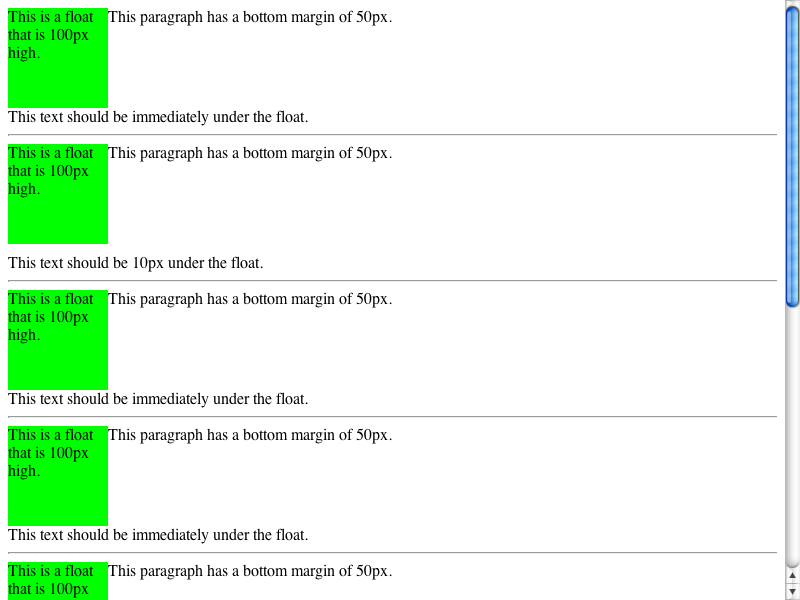 This is a float This paragraph has a bottom margin of 50px.
that is 100px
high.
This text should be immediately under the float.
This is a float This paragraph has a bottom margin of 50px.
that is 100px
high.
This text should be 10px under the float.
This is a float This paragraph has a bottom margin of 50px.
that is 100px
high.
This text should be immediately under the float.
This is a float This paragraph has a bottom margin of 50px.
that is 100px
high.
This text should be immediately under the float.
This is a float This paragraph has a bottom margin of 50px.
that is 100px